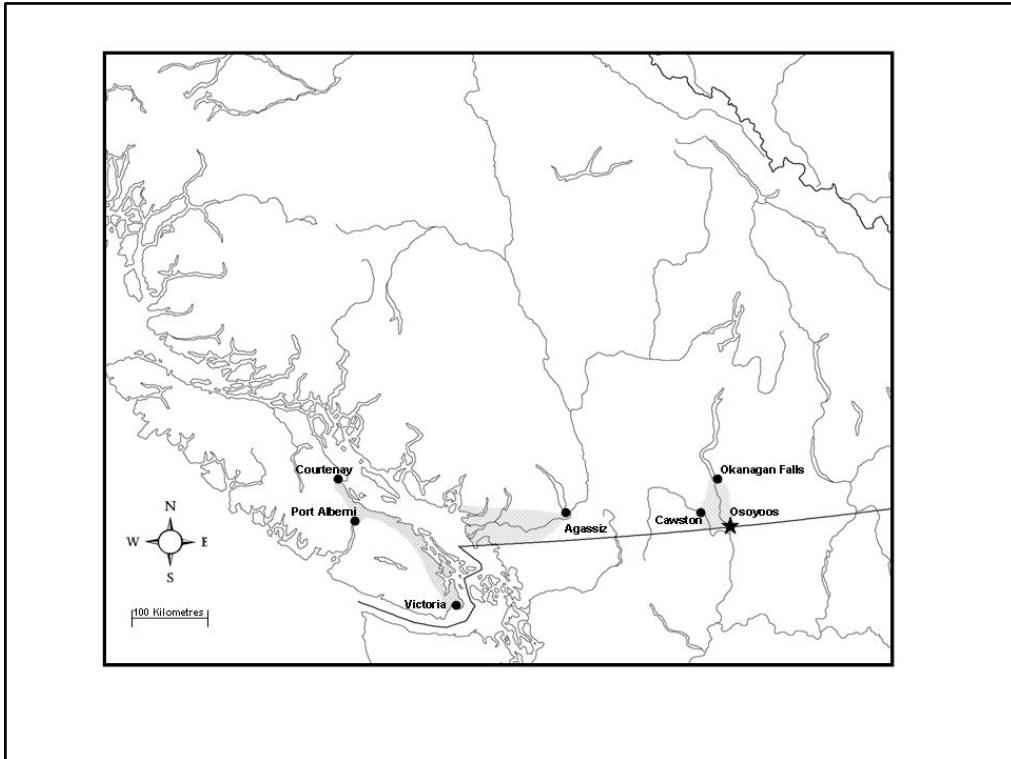 Courtenay
Okanagan Falls
Port Alberni
Cawston
Osoyoos
Agassiz
N
W E
S
Victoria
100 Kilometres